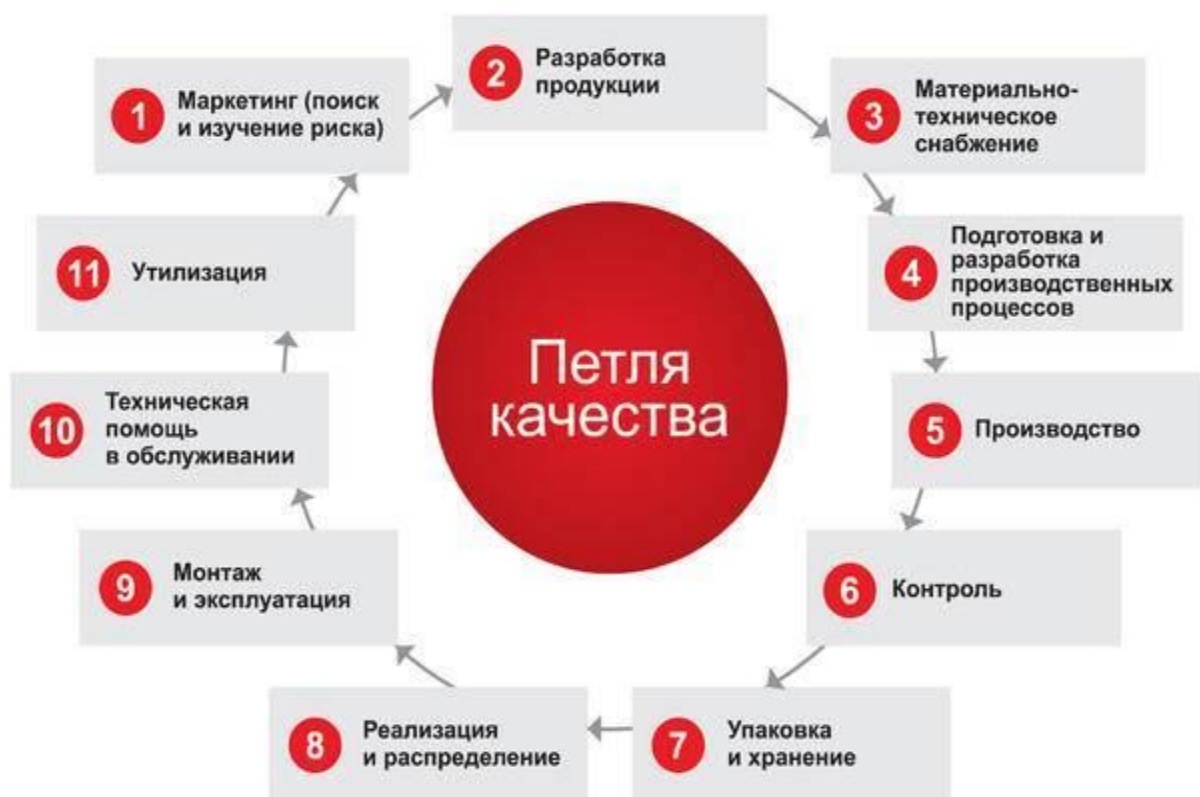 1
Маркетинг (поиск
и изучение риска)
2
Разработка
продукции
3
Материально-
техническое
снабжение
4
Подготовка и
разработка
производственных
процессов
5
Производство
6
Контроль
7
Упаковка
и хранение
8
Реализация
и распределение
9
Монтаж
и эксплуатация
10
Техническая
помощь
в обслуживании
11
Утилизация
Петля
качества